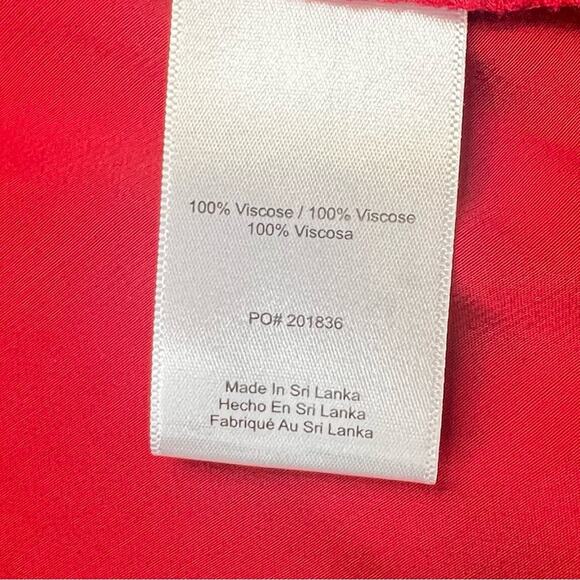 100% Viscose / 100% Viscose
100% Viscosa
PO# 201836
Made In Sri Lanka
Hecho En Sri Lanka
Fabriqué Au Sri Lanka